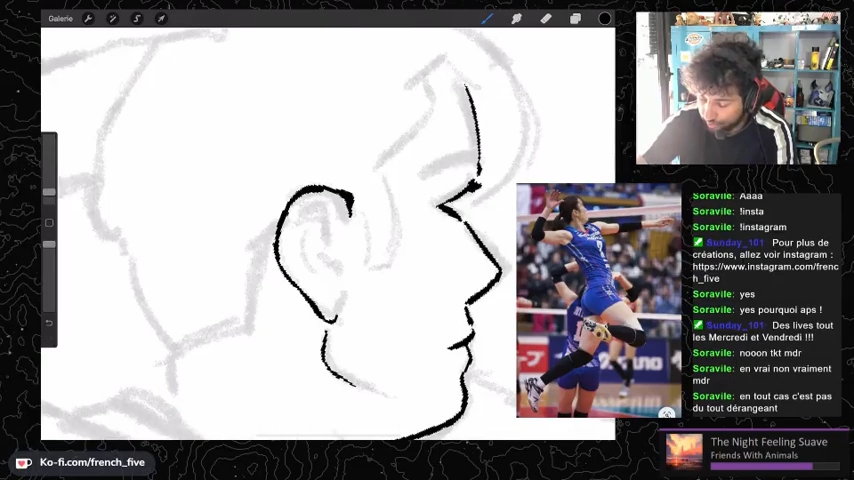 Galerie
Soravile: Aaaa
Soravile: !insta
Soravile: !instagram
Sunday_101 Pour plus de
créations, allez voir instagram :
https://www.instagram.com/frenc
h_five
Soravile: yes
Soravile: yes pourquoi aps !
Sunday_101: Des lives tout
les Mercredi et Vendredi !!!
Soravile: nooon tkt mdr
Soravile: en vrai non vraiment
mdr
Soravile: en tout cas c'est pas
du tout dérangeant
The Night Feeling Suave
Friends With Animals
Ko-fi.com/french_five